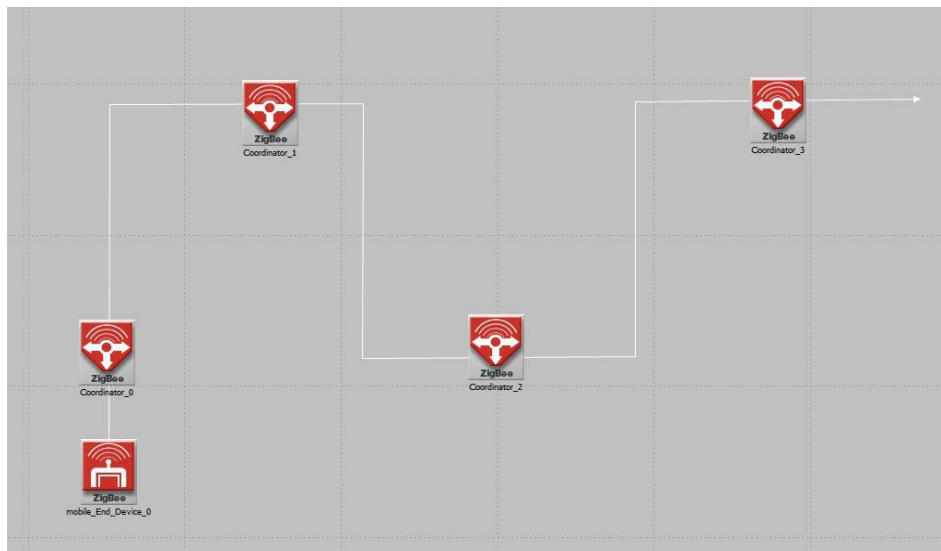 ZigBee
Coordinator_1
ZigBee
Coordinator_3
ZigBee
Coordinator_0
ZigBee
Coordinator_2
ZigBee
mobile_End_Device_0